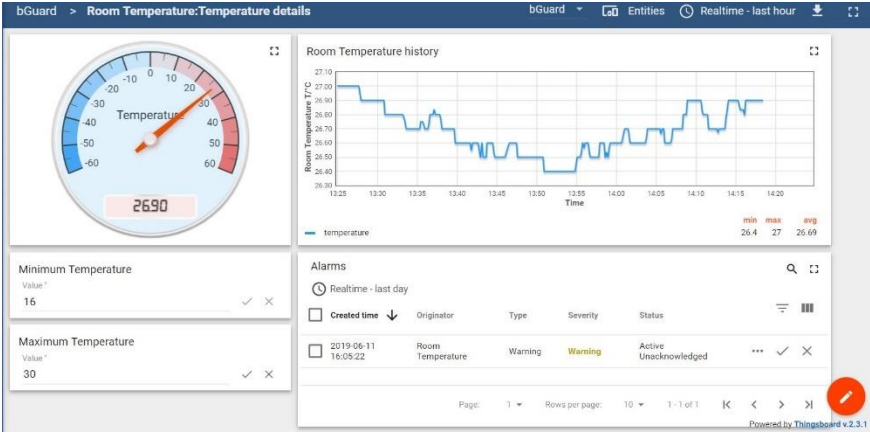 bGuard > Room Temperature:Temperature details
bGuard Entities Realtime - last hour
-60
-50
-40
-30
-20
-10
0
10
20
30
40
50
60
Temperature
26.90
Room Temperature history
Room Temperature T/°C
27.10
27.00
26.90
26.80
26.70
26.60
26.50
26.40
26.30
13:25 13:30 13:35 13:40 13:45 13:50 13:55 14:00 14:05 14:10 14:15 14:20
Time
min max avg
temperature 26.4 27 26.69
Minimum Temperature
Value *
16
Maximum Temperature
Value *
30
Alarms
Realtime - last day
Created time Originator Type Severity Status
2019-06-11 16:05:22
Room Temperature
Warning
Warning
Active Unacknowledged
Page: 1 Rows per page: 10 1 - 1 of 1
Powered by Thingsboard v.2.3.1